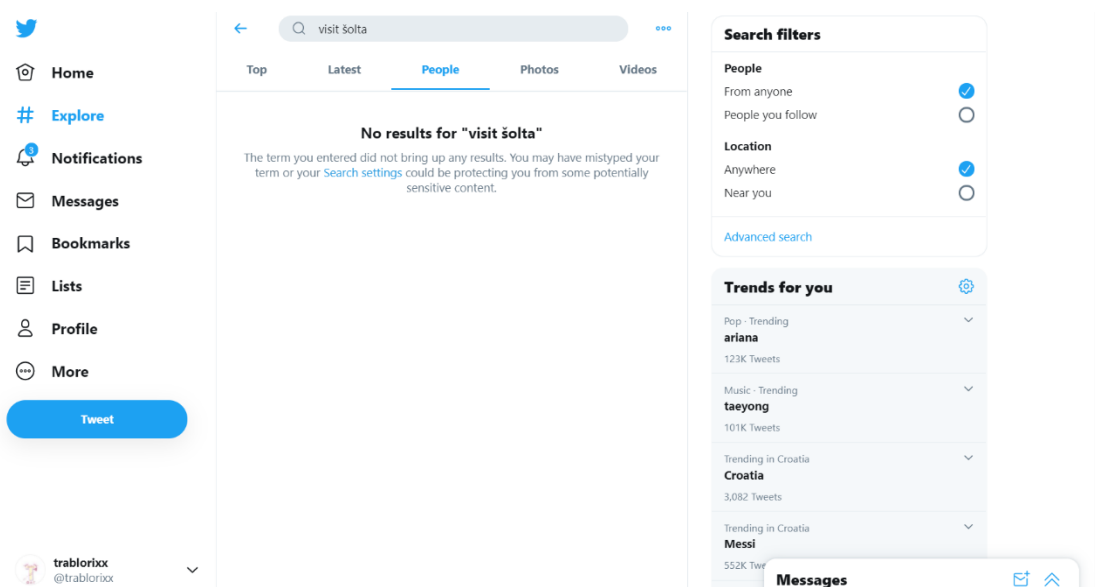 visit šolta
Home
Explore
3
Notifications
Messages
Bookmarks
Lists
Profile
More
Tweet
trablorixx
@trablorixx
Top Latest People Photos Videos
No results for "visit šolta"
The term you entered did not bring up any results. You may have mistyped your
term or your Search settings could be protecting you from some potentially
sensitive content.
Search filters
People
From anyone
People you follow
Location
Anywhere
Near you
Advanced search
Trends for you
Pop · Trending
ariana
123K Tweets
Music · Trending
taeyong
101K Tweets
Trending in Croatia
Croatia
3,082 Tweets
Trending in Croatia
Messi
552K Twe
Messages